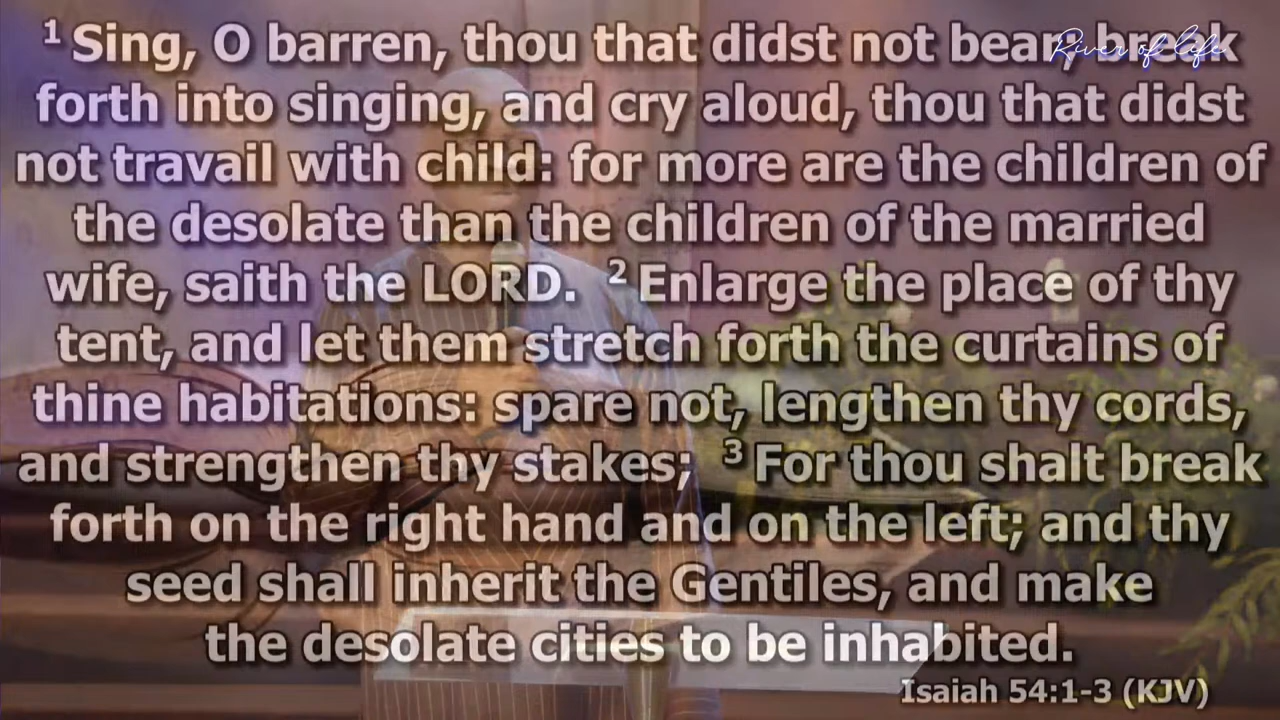 1 Sing, O barren, thou that didst not bear; break
River of life
forth into singing, and cry aloud, thou that didst
not travail with child: for more are the children of
the desolate than the children of the married
wife, saith the LORD. 2 Enlarge the place of thy
tent, and let them stretch forth the curtains of
thine habitations: spare not, lengthen thy cords,
and strengthen thy stakes; 3 For thou shalt break
forth on the right hand and on the left; and thy
seed shall inherit the Gentiles, and make
the desolate cities to be inhabited.
Isaiah 54:1-3 (KJV)